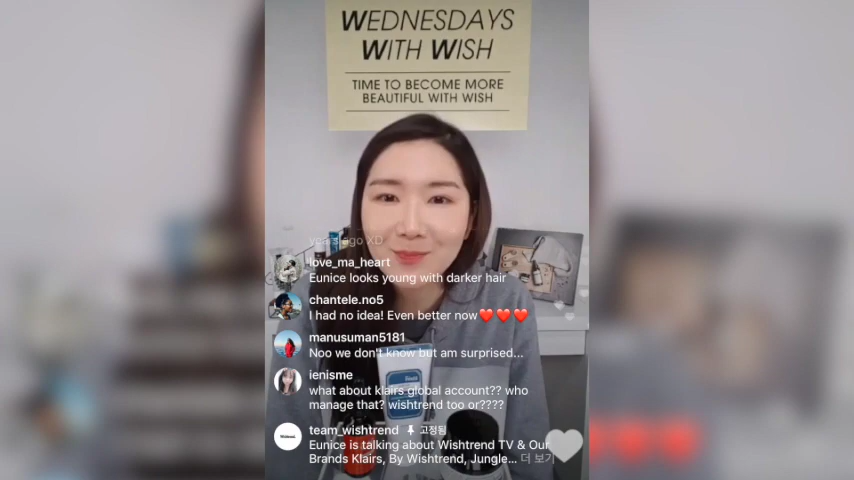 WEDNESDAYS
WITH WISH
TIME TO BECOME MORE
BEAUTIFUL WITH WISH
years ago XD
love_ma_heart
Eunice looks young with darker hair
chantele.no5
I had no idea! Even better now❤️❤️❤️
manusuman5181
Noo we don't know but am surprised...
ienisme
what about klairs global account?? who
manage that? wishtrend too or????
team_wishtrend 📌 고정됨
Eunice is talking about Wishtrend TV & Our
Brands Klairs, By Wishtrend, Jungle... 더 보기